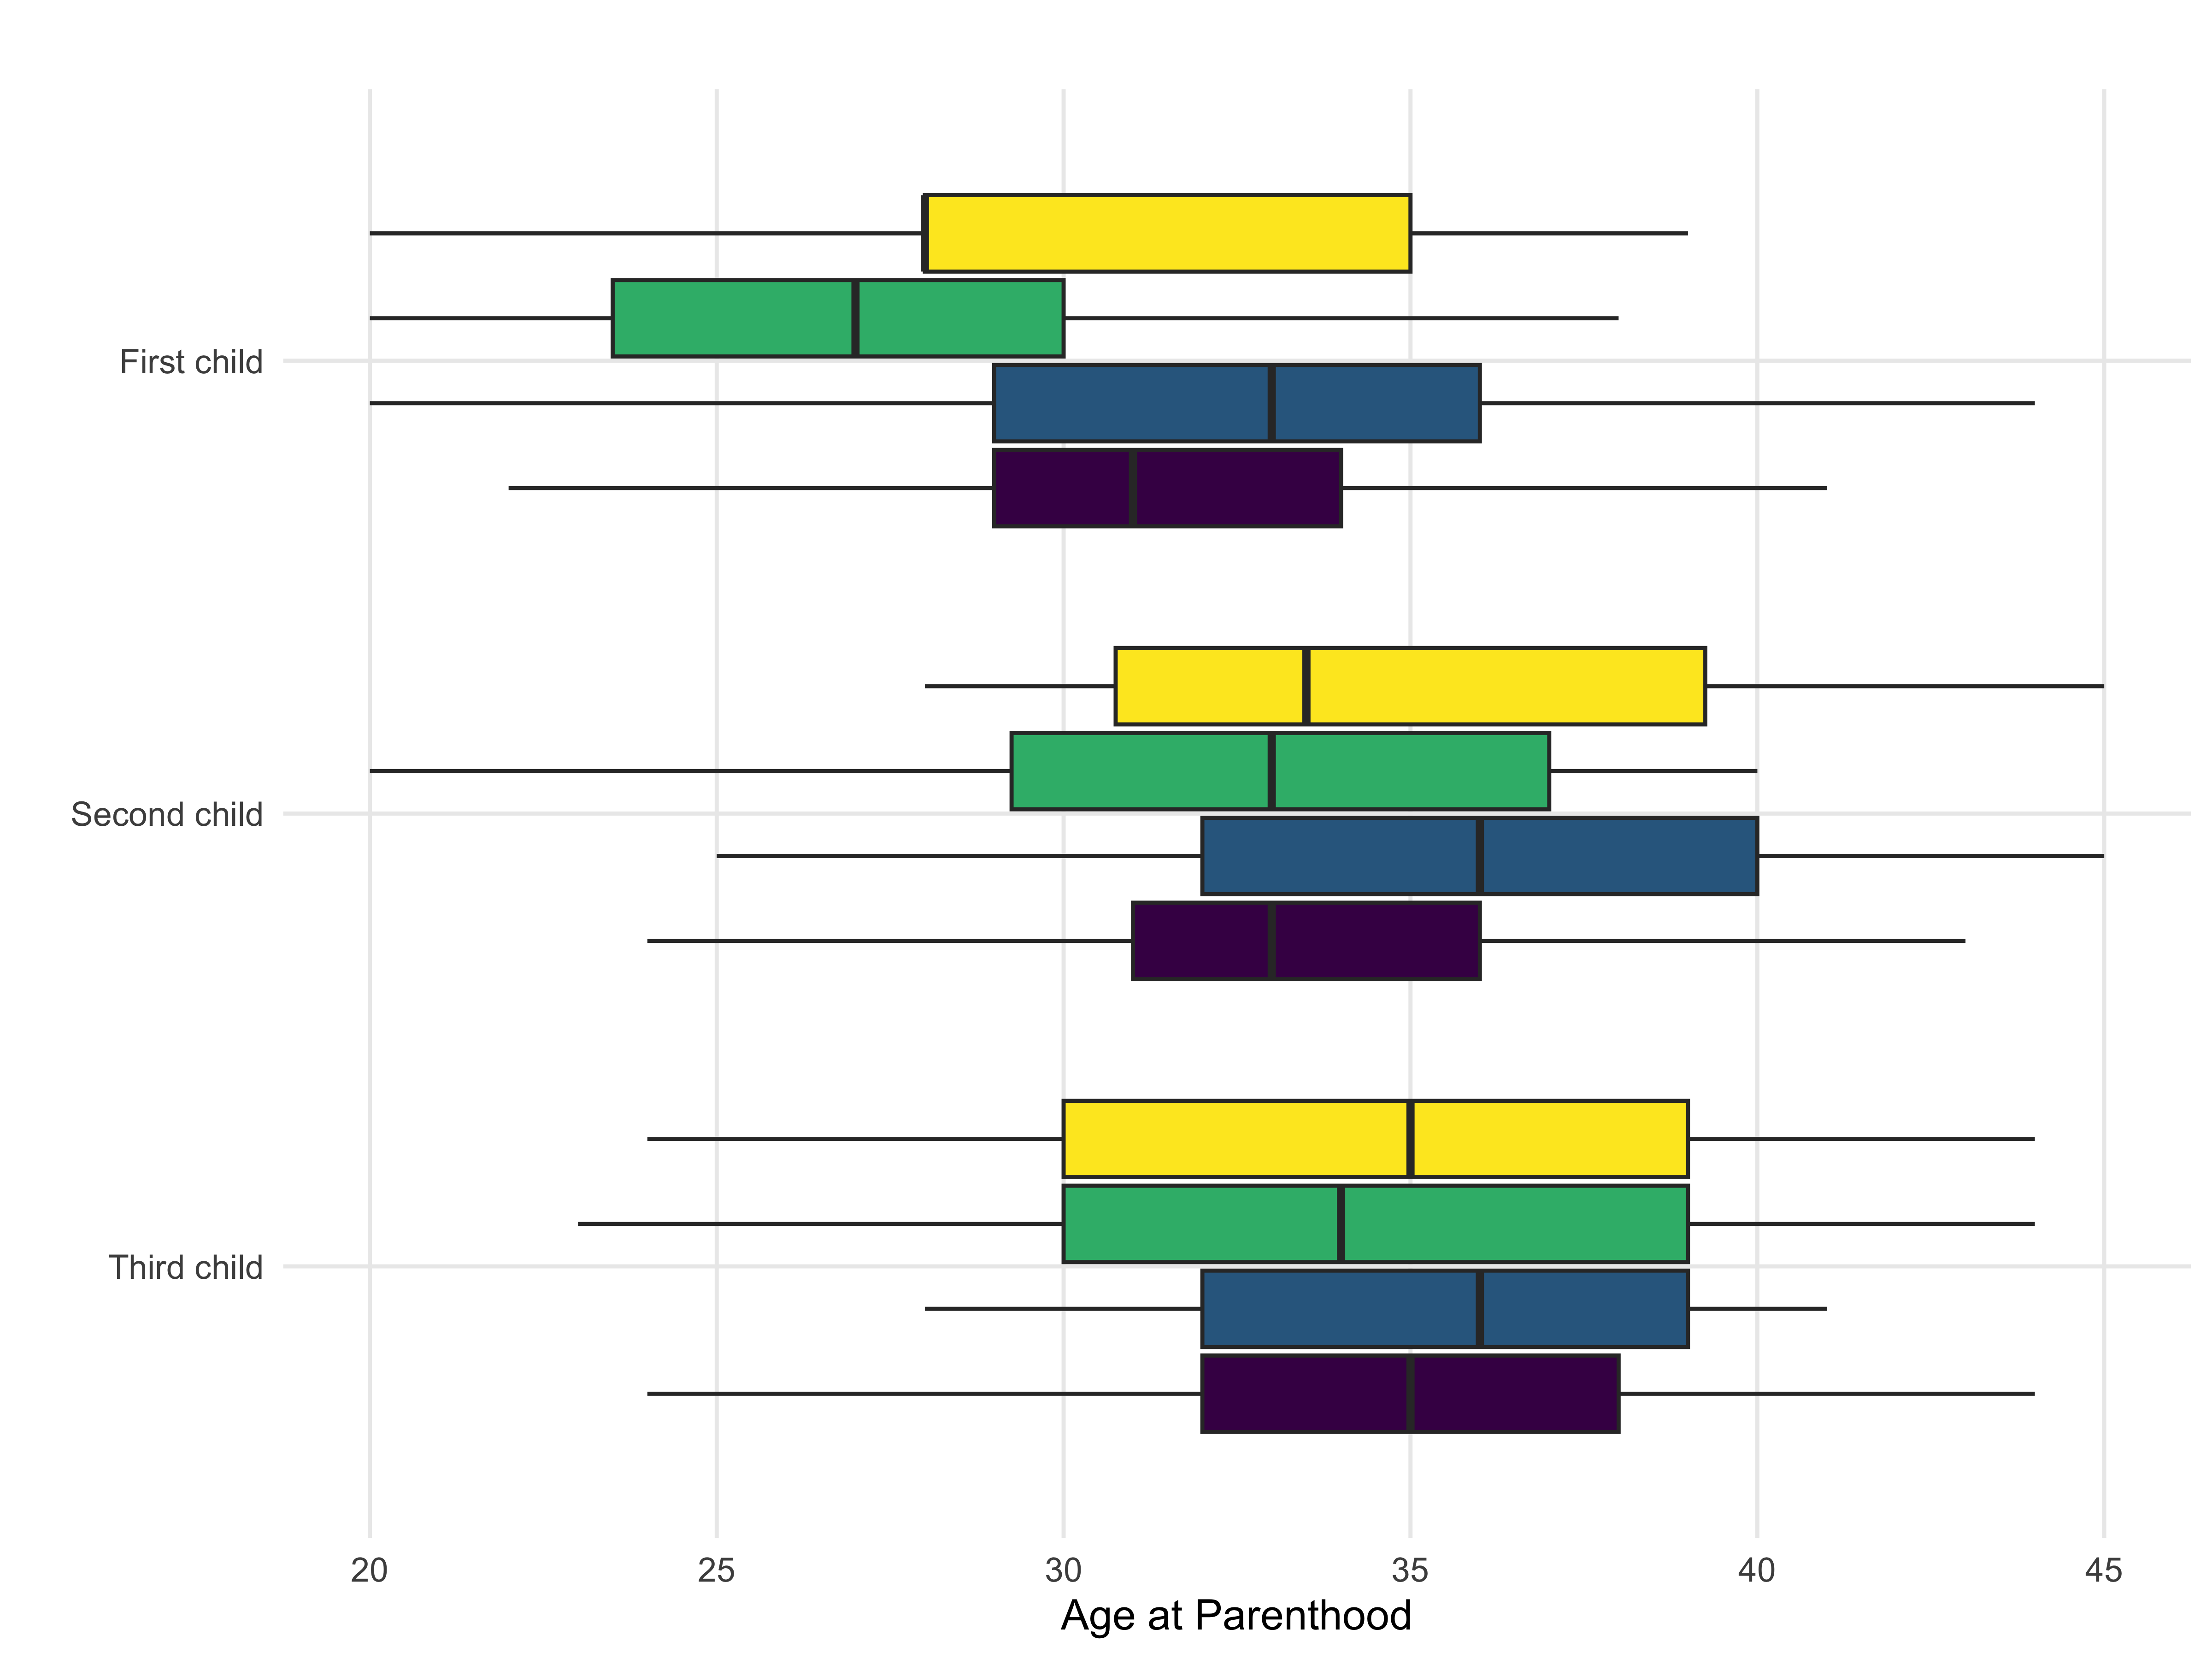 First child
Second child
Third child
20 25 30 35 40 45
Age at Parenthood